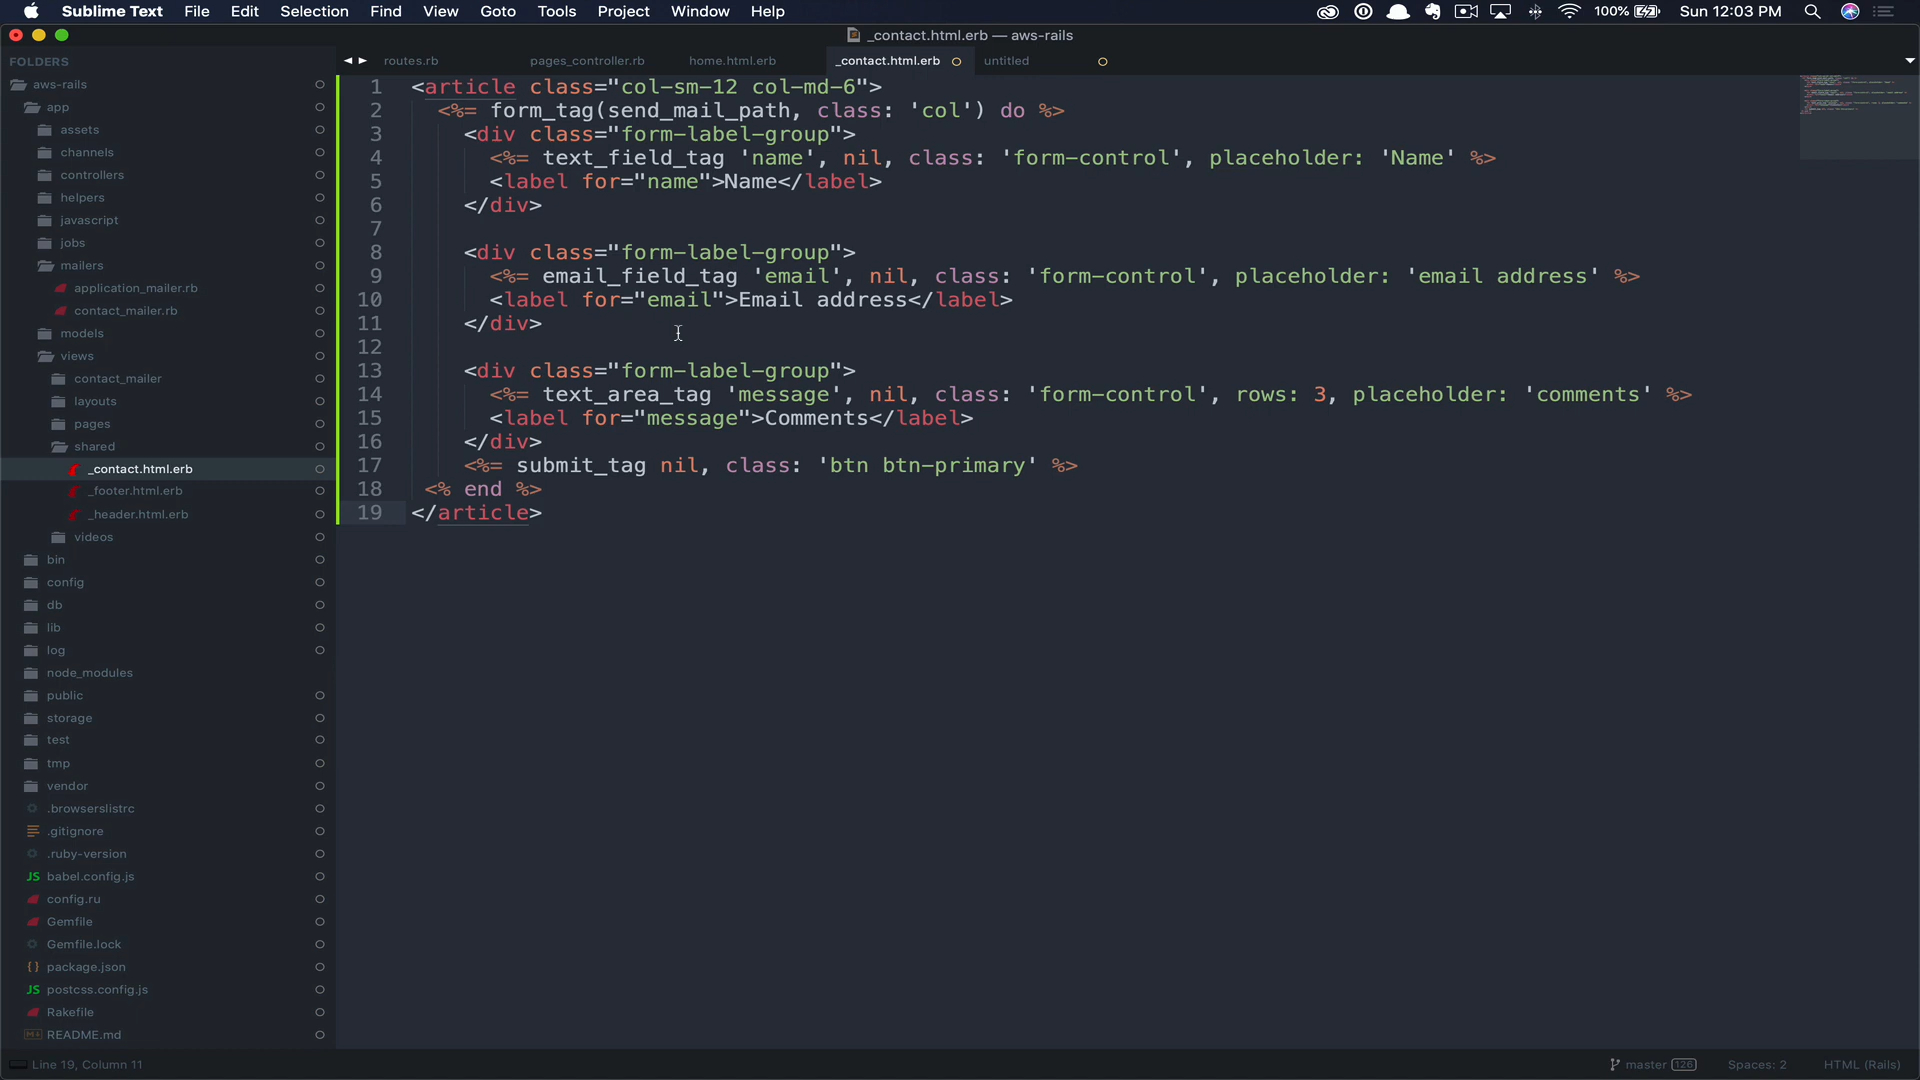 Sublime Text File Edit Selection Find View Goto Tools Project Window Help 100% Sun 12:03 PM
_contact.html.erb — aws-rails
FOLDERS
aws-rails
app
assets
channels
controllers
helpers
javascript
jobs
mailers
application_mailer.rb
contact_mailer.rb
models
views
contact_mailer
layouts
pages
shared
_contact.html.erb
_footer.html.erb
_header.html.erb
videos
bin
config
db
lib
log
node_modules
public
storage
test
tmp
vendor
.browserslistrc
.gitignore
.ruby-version
JS babel.config.js
config.ru
Gemfile
Gemfile.lock
{ } package.json
JS postcss.config.js
Rakefile
README.md
routes.rb pages_controller.rb home.html.erb _contact.html.erb untitled
1 <article class="col-sm-12 col-md-6">
2 <%= form_tag(send_mail_path, class: 'col') do %>
3 <div class="form-label-group">
4 <%= text_field_tag 'name', nil, class: 'form-control', placeholder: 'Name' %>
5 <label for="name">Name</label>
6 </div>
7
8 <div class="form-label-group">
9 <%= email_field_tag 'email', nil, class: 'form-control', placeholder: 'email address' %>
10 <label for="email">Email address</label>
11 </div>
12
13 <div class="form-label-group">
14 <%= text_area_tag 'message', nil, class: 'form-control', rows: 3, placeholder: 'comments' %>
15 <label for="message">Comments</label>
16 </div>
17 <%= submit_tag nil, class: 'btn btn-primary' %>
18 <% end %>
19 </article>
Line 19, Column 11 master 126 Spaces: 2 HTML (Rails)